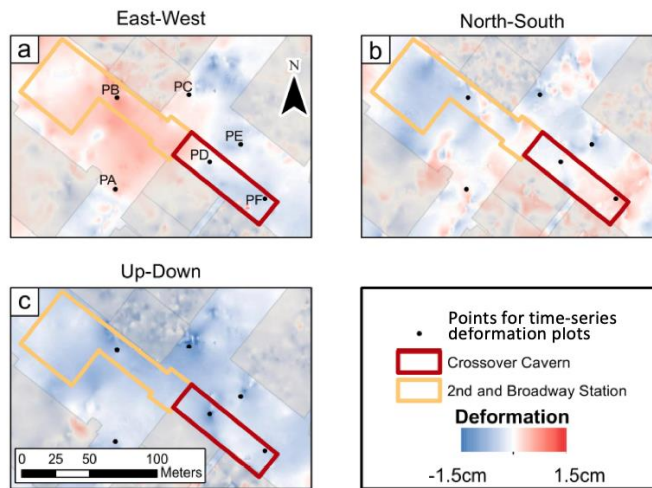 East-West
North-South
a
N
b
PB
PC
PE
PD
PA
PF
Up-Down
c
0 25 50 100
Meters
Points for time-series
deformation plots
Crossover Cavern
2nd and Broadway Station
Deformation
-1.5cm 1.5cm